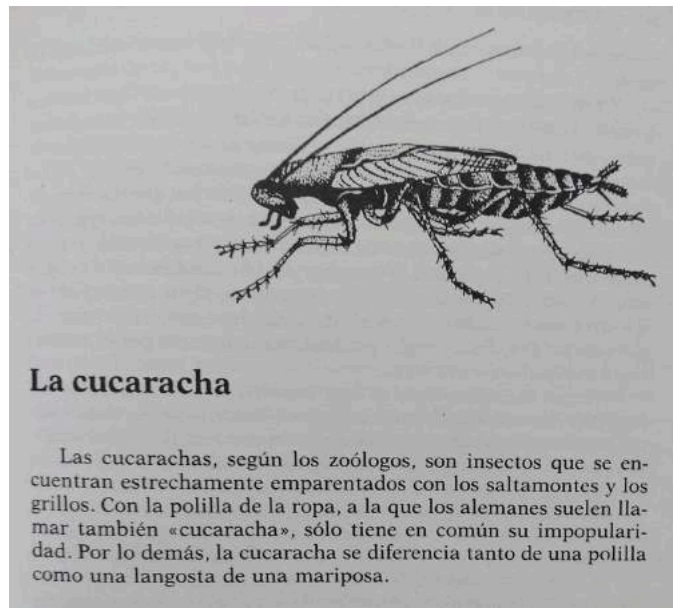 La cucaracha
Las cucarachas, según los zoólogos, son insectos que se en-
cuentran estrechamente emparentados con los saltamontes y los
grillos. Con la polilla de la ropa, a la que los alemanes suelen lla-
mar también «cucaracha», sólo tiene en común su impopulari-
dad. Por lo demás, la cucaracha se diferencia tanto de una polilla
como una langosta de una mariposa.